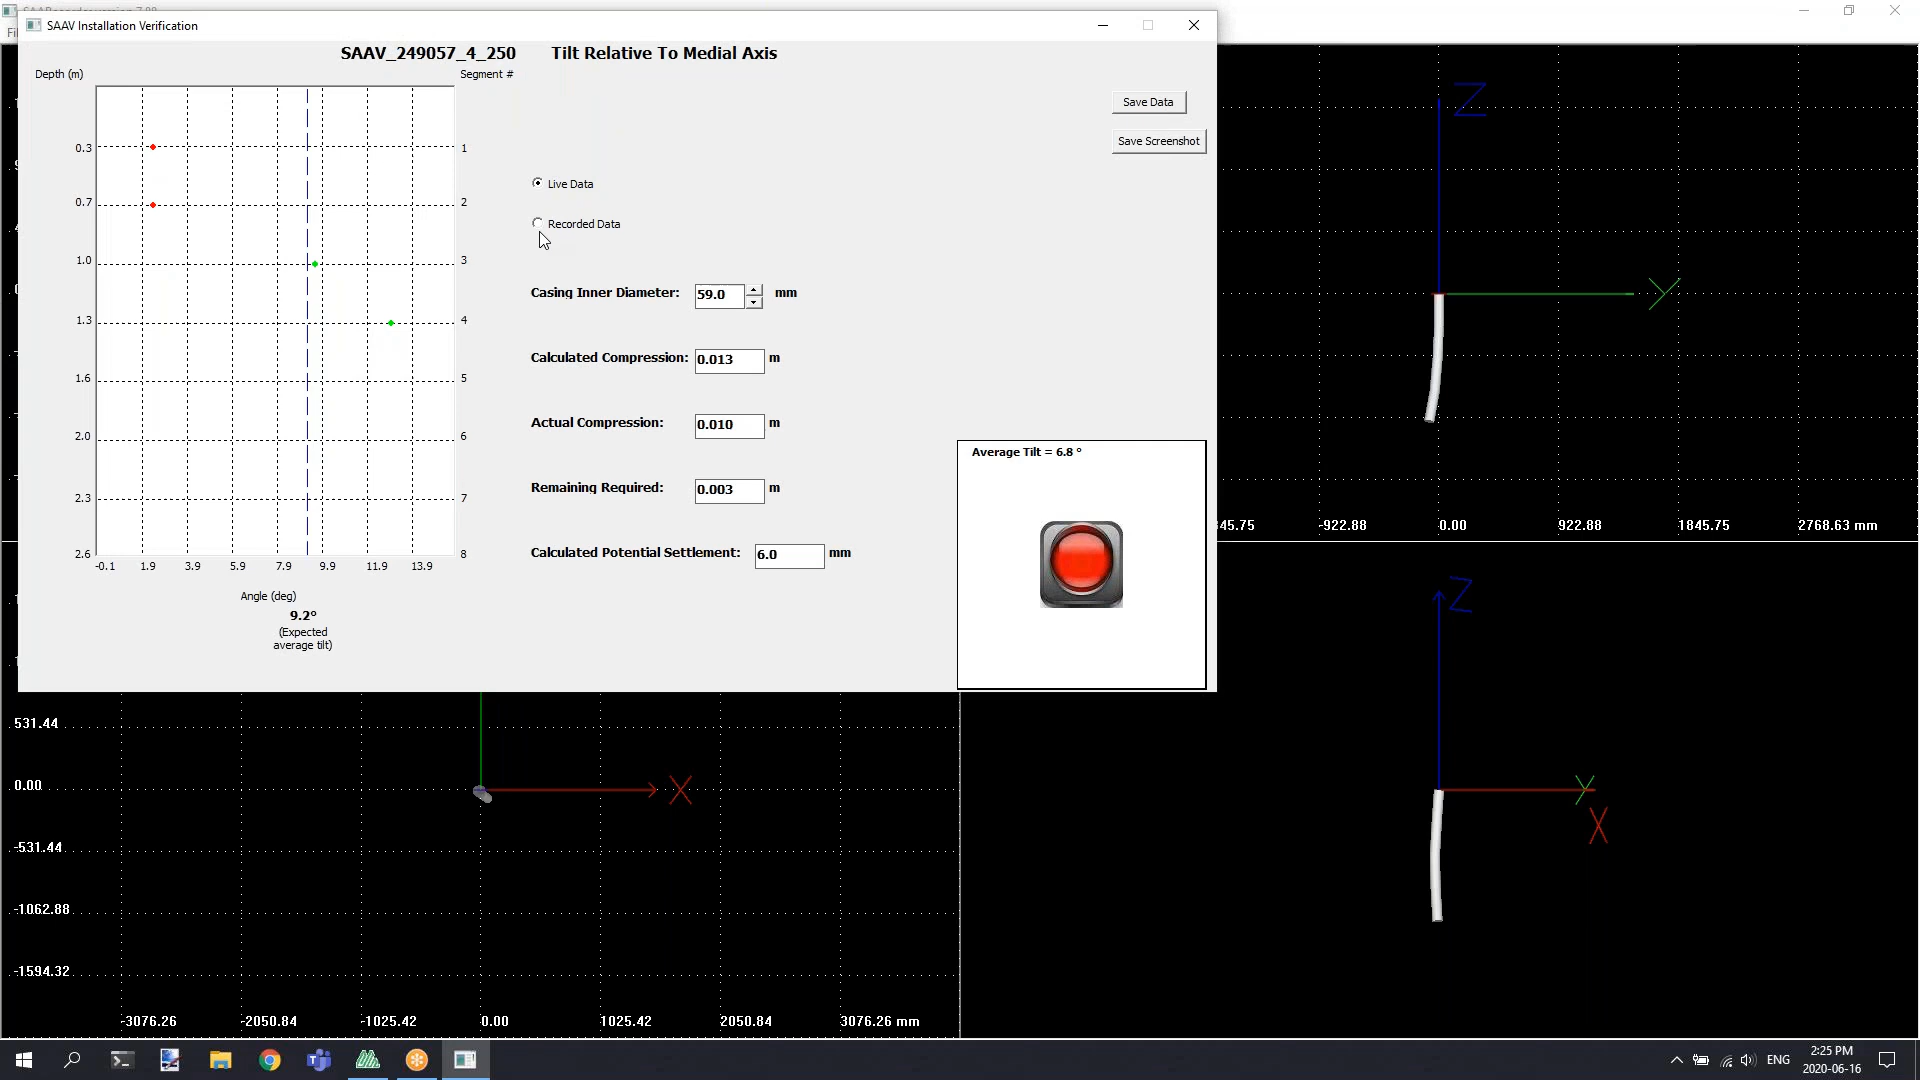 SAAV Installation Verification
SAAV_249057_4_250 Tilt Relative To Medial Axis
Depth (m)
Segment #
Save Data
Save Screenshot
0.3
0.7
1.0
1.3
1.6
2.0
2.3
2.6
1
2
3
4
5
6
7
8
-0.1 1.9 3.9 5.9 7.9 9.9 11.9 13.9
Angle (deg)
9.2°
(Expected
average tilt)
Live Data
Recorded Data
Casing Inner Diameter: 59.0 mm
Calculated Compression: 0.013 m
Actual Compression: 0.010 m
Remaining Required: 0.003 m
Calculated Potential Settlement: 6.0 mm
Average Tilt = 6.8 °
Z
Y
845.75 -922.88 0.00 922.88 1845.75 2768.63 mm
531.44
0.00
-531.44
-1062.88
-1594.32
X
-3076.26 -2050.84 -1025.42 0.00 1025.42 2050.84 3076.26 mm
Z
Y
X
ENG
2:25 PM
2020-06-16